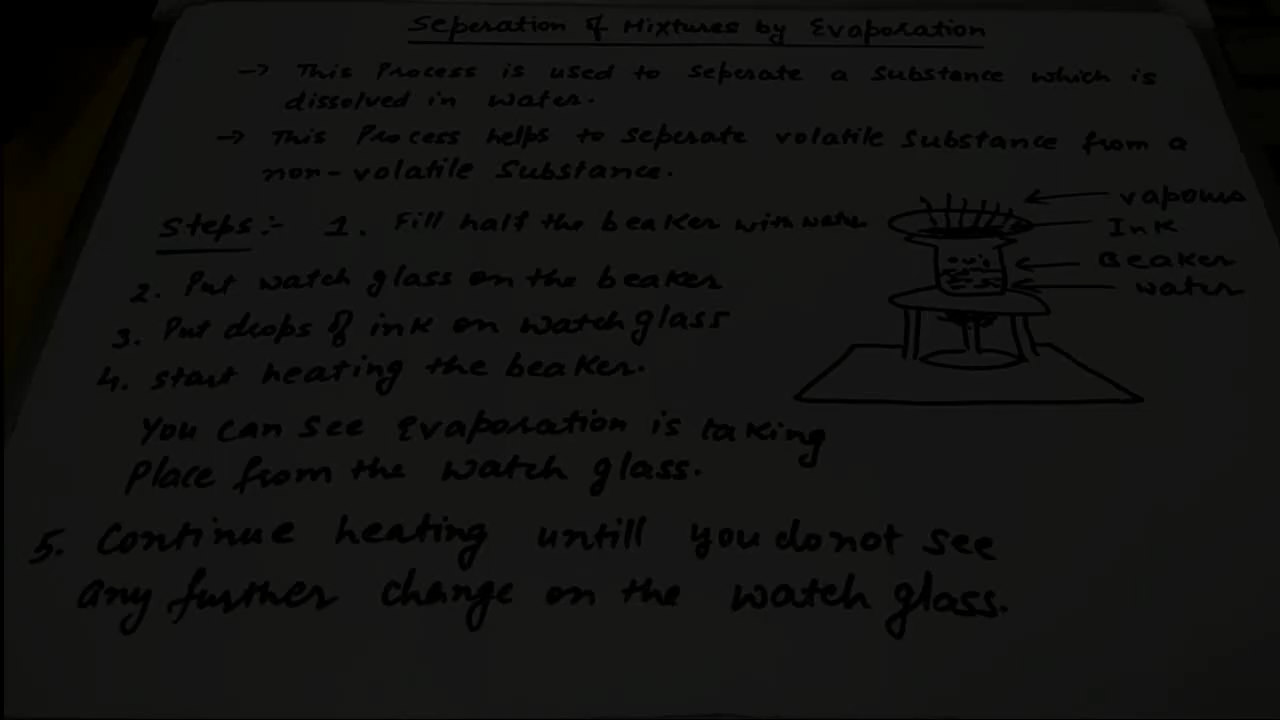 Seperation of Mixtures by Evaporation
→ This Process is used to seperate a substance which is
dissolved in water.
→ This Process helps to seperate volatile substance from a
non-volatile substance.
Steps:- 1. Fill half the beaker with water
2. Put watch glass on the beaker
3. Put drops of ink on watch glass
4. start heating the beaker.
You can see Evaporation is taking
Place from the watch glass.
5. Continue heating untill you do not see
any further change on the watch glass.
vapours
Ink
Beaker
water